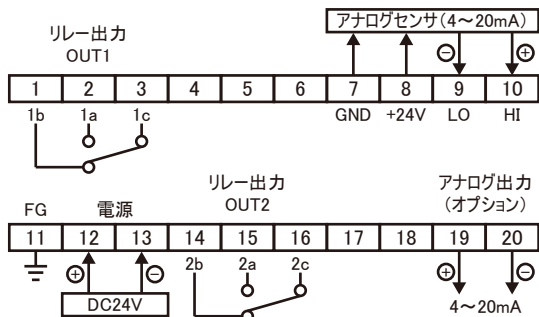 アナログセンサ(4～20mA)
リレー出力
OUT1
⊖ ⊕
1 2 3 4 5 6 7 8 9 10
1b 1a 1c GND +24V LO HI
リレー出力
OUT2
アナログ出力
(オプション)
FG 電源
11 12 13 14 15 16 17 18 19 20
⊕ ⊖ 2b 2a 2c ⊕ ⊖
DC24V
4～20mA